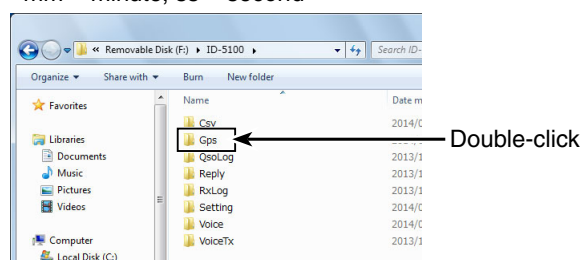 mm = minute, ss = second
« Removable Disk (F:) ▸ ID-5100 ▸
Search ID-
Organize ▾ Share with ▾ Burn New folder
Favorites
Libraries
Documents
Music
Pictures
Videos
Computer
Local Disk (C:)
Name Date m
Csv 2014/0
Gps
QsoLog 2013/1
Reply 2013/1
RxLog 2013/1
Setting 2014/0
Voice 2014/0
VoiceTx 2013/1
Double-click